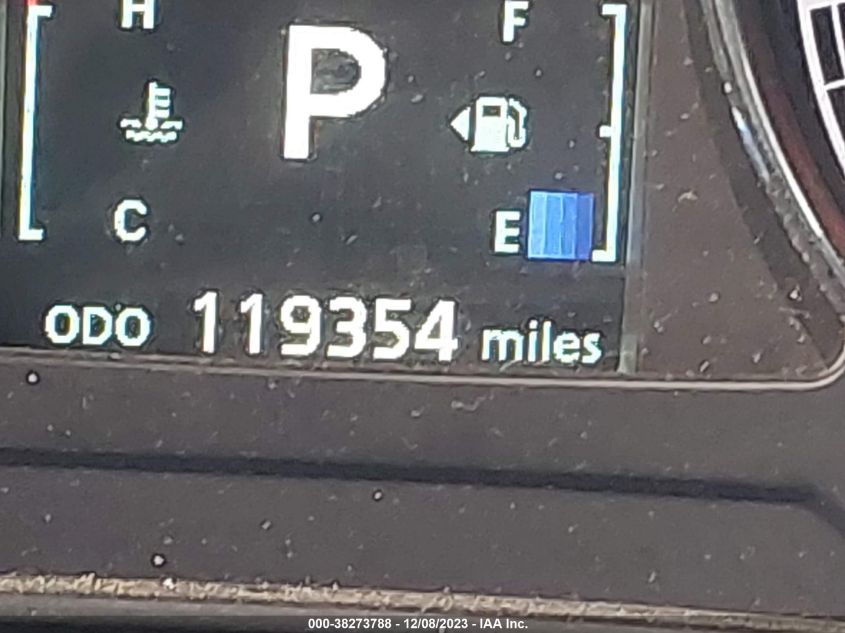 H F
P
C E
ODO 119354 miles
000-38273788 - 12/08/2023 - IAA Inc.